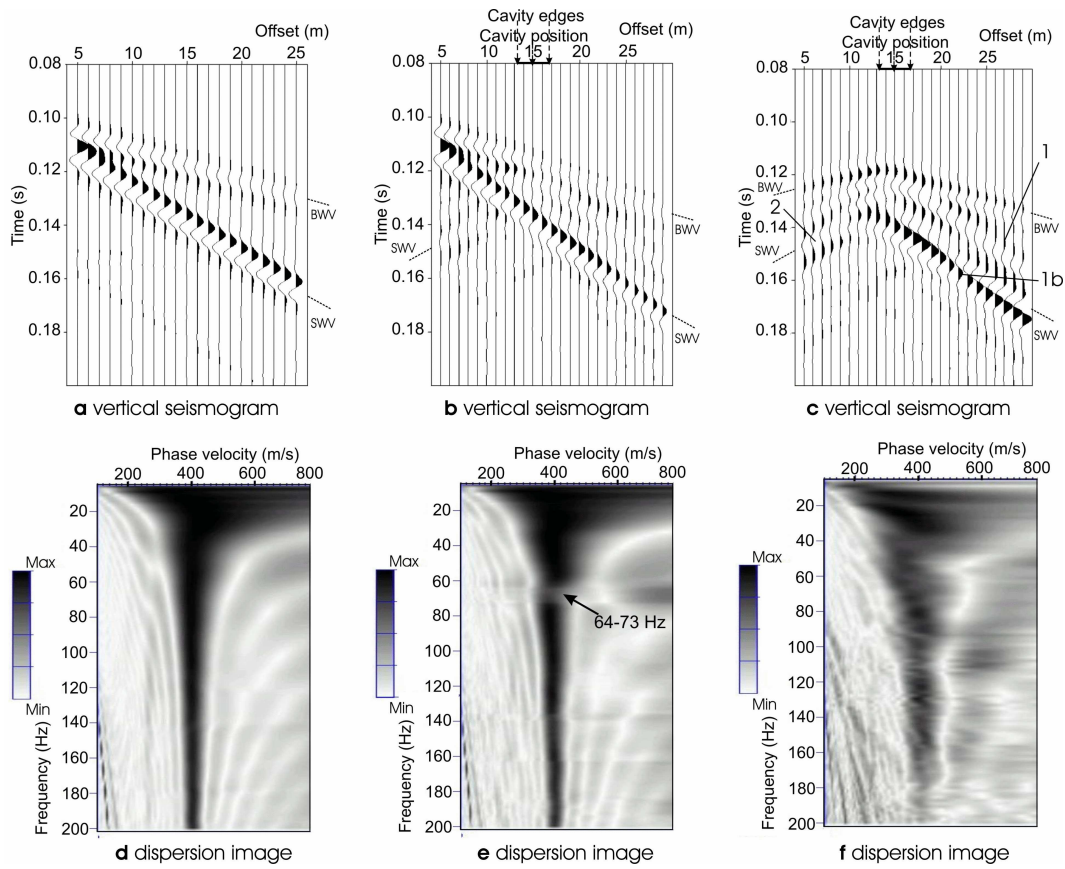 Offset (m)
5 10 15 20 25
0.08
0.10
0.12
0.14
0.16
0.18
Time (s)
BWV
SWV
a vertical seismogram
Cavity edges
Cavity position
Offset (m)
5 10 15 20 25
0.08
0.10
0.12
0.14
0.16
0.18
Time (s)
SWV
BWV
SWV
b vertical seismogram
Cavity edges
Cavity position
Offset (m)
5 10 15 20 25
0.08
0.10
0.12
0.14
0.16
0.18
Time (s)
BWV
2
SWV
1
BWV
1b
SWV
c vertical seismogram
Phase velocity (m/s)
200 400 600 800
20
40
60
80
100
120
140
160
180
200
Frequency (Hz)
Max
Min
d dispersion image
Phase velocity (m/s)
200 400 600 800
20
40
60
80
100
120
140
160
180
200
Frequency (Hz)
Max
Min
64-73 Hz
e dispersion image
Phase velocity (m/s)
200 400 600 800
20
40
60
80
100
120
140
160
180
200
Frequency (Hz)
Max
Min
f dispersion image